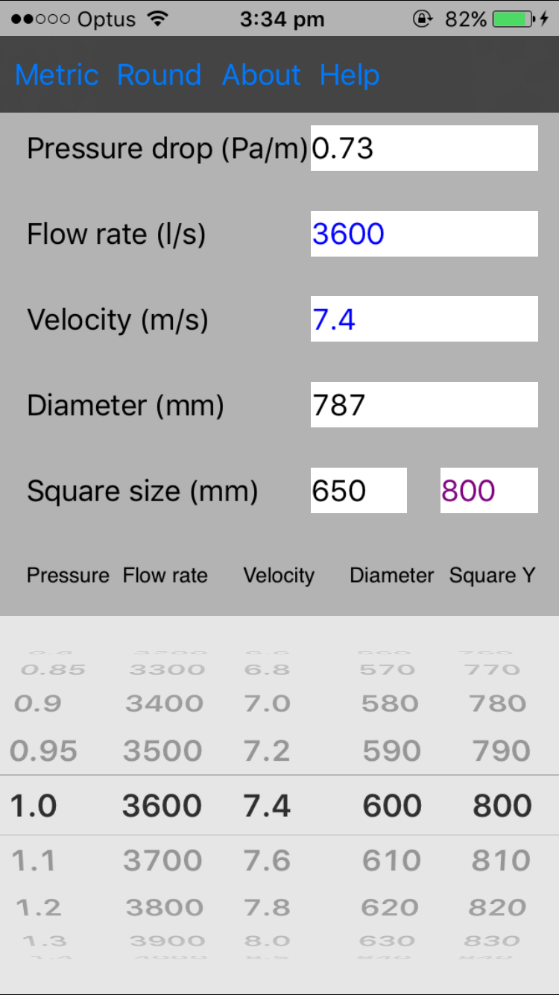 Optus 3:34 pm 82%
Metric Round About Help
Pressure drop (Pa/m) 0.73
Flow rate (l/s) 3600
Velocity (m/s) 7.4
Diameter (mm) 787
Square size (mm) 650 800
Pressure Flow rate Velocity Diameter Square Y
0.85 3300 6.8 570 770
0.9 3400 7.0 580 780
0.95 3500 7.2 590 790
1.0 3600 7.4 600 800
1.1 3700 7.6 610 810
1.2 3800 7.8 620 820
1.3 3900 8.0 630 830